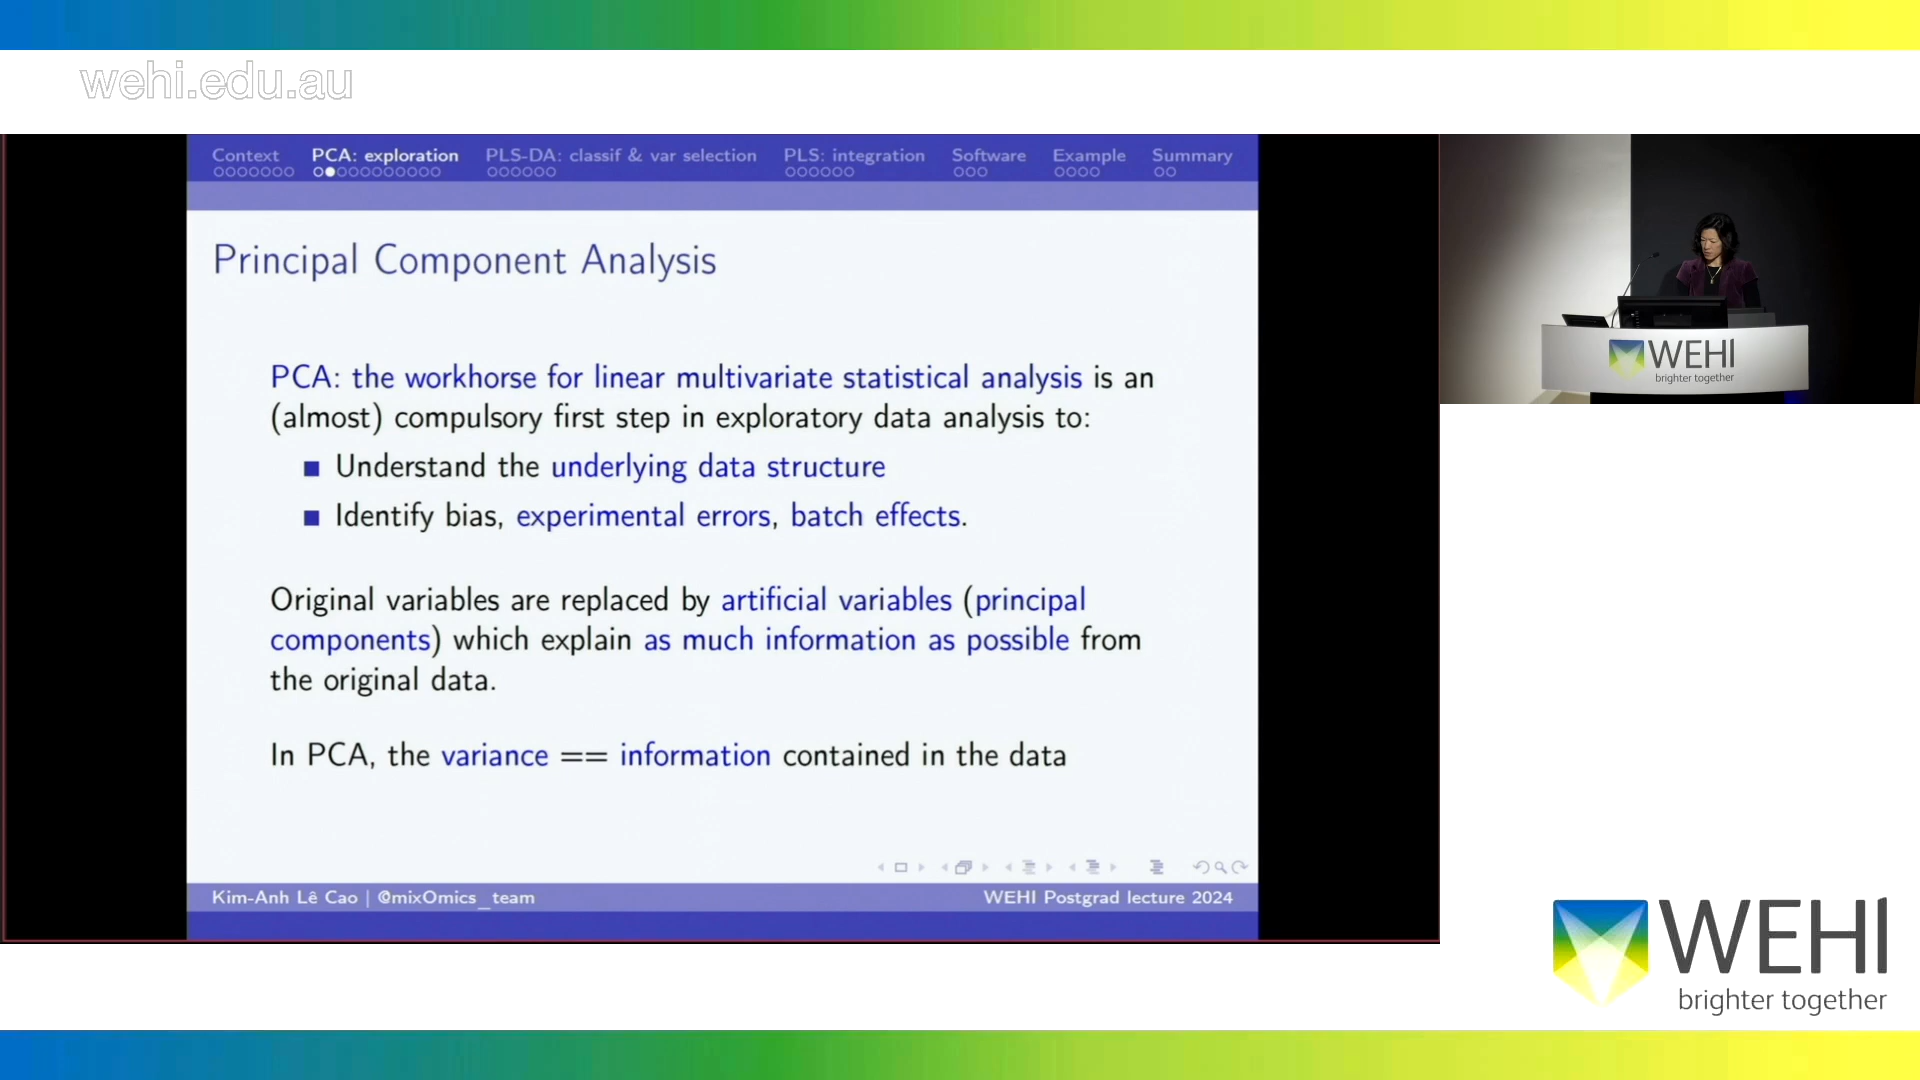 wehi.edu.au
Context
PCA: exploration
PLS-DA: classif & var selection
PLS: integration
Software
Example
Summary
Principal Component Analysis
PCA: the workhorse for linear multivariate statistical analysis is an
(almost) compulsory first step in exploratory data analysis to:
Understand the underlying data structure
Identify bias, experimental errors, batch effects.
Original variables are replaced by artificial variables (principal
components) which explain as much information as possible from
the original data.
In PCA, the variance == information contained in the data
Kim-Anh Lê Cao | @mixOmics_team
WEHI Postgrad lecture 2024
WEHI
brighter together
WEHI
brighter together